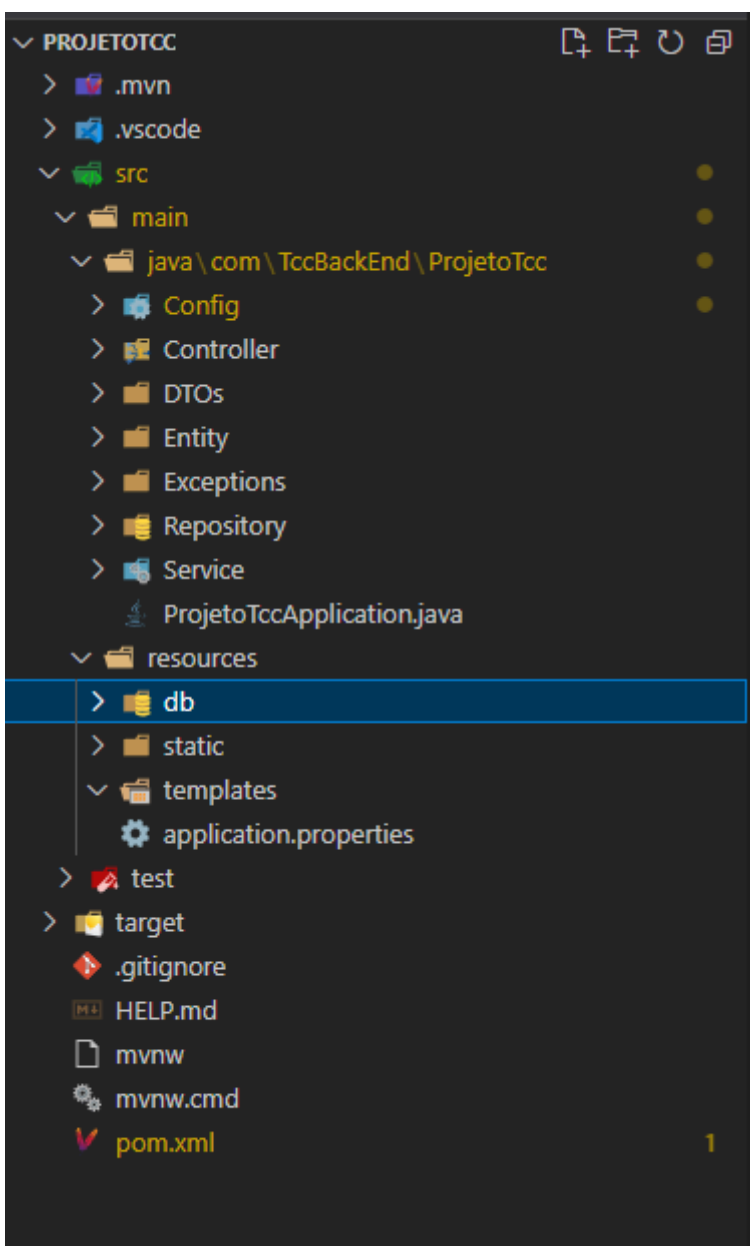 PROJETOTCC
.mvn
.vscode
src
main
java\com\TccBackEnd\ProjetoTcc
Config
Controller
DTOs
Entity
Exceptions
Repository
Service
ProjetoTccApplication.java
resources
db
static
templates
application.properties
test
target
.gitignore
M↓ HELP.md
mvnw
mvnw.cmd
pom.xml 1